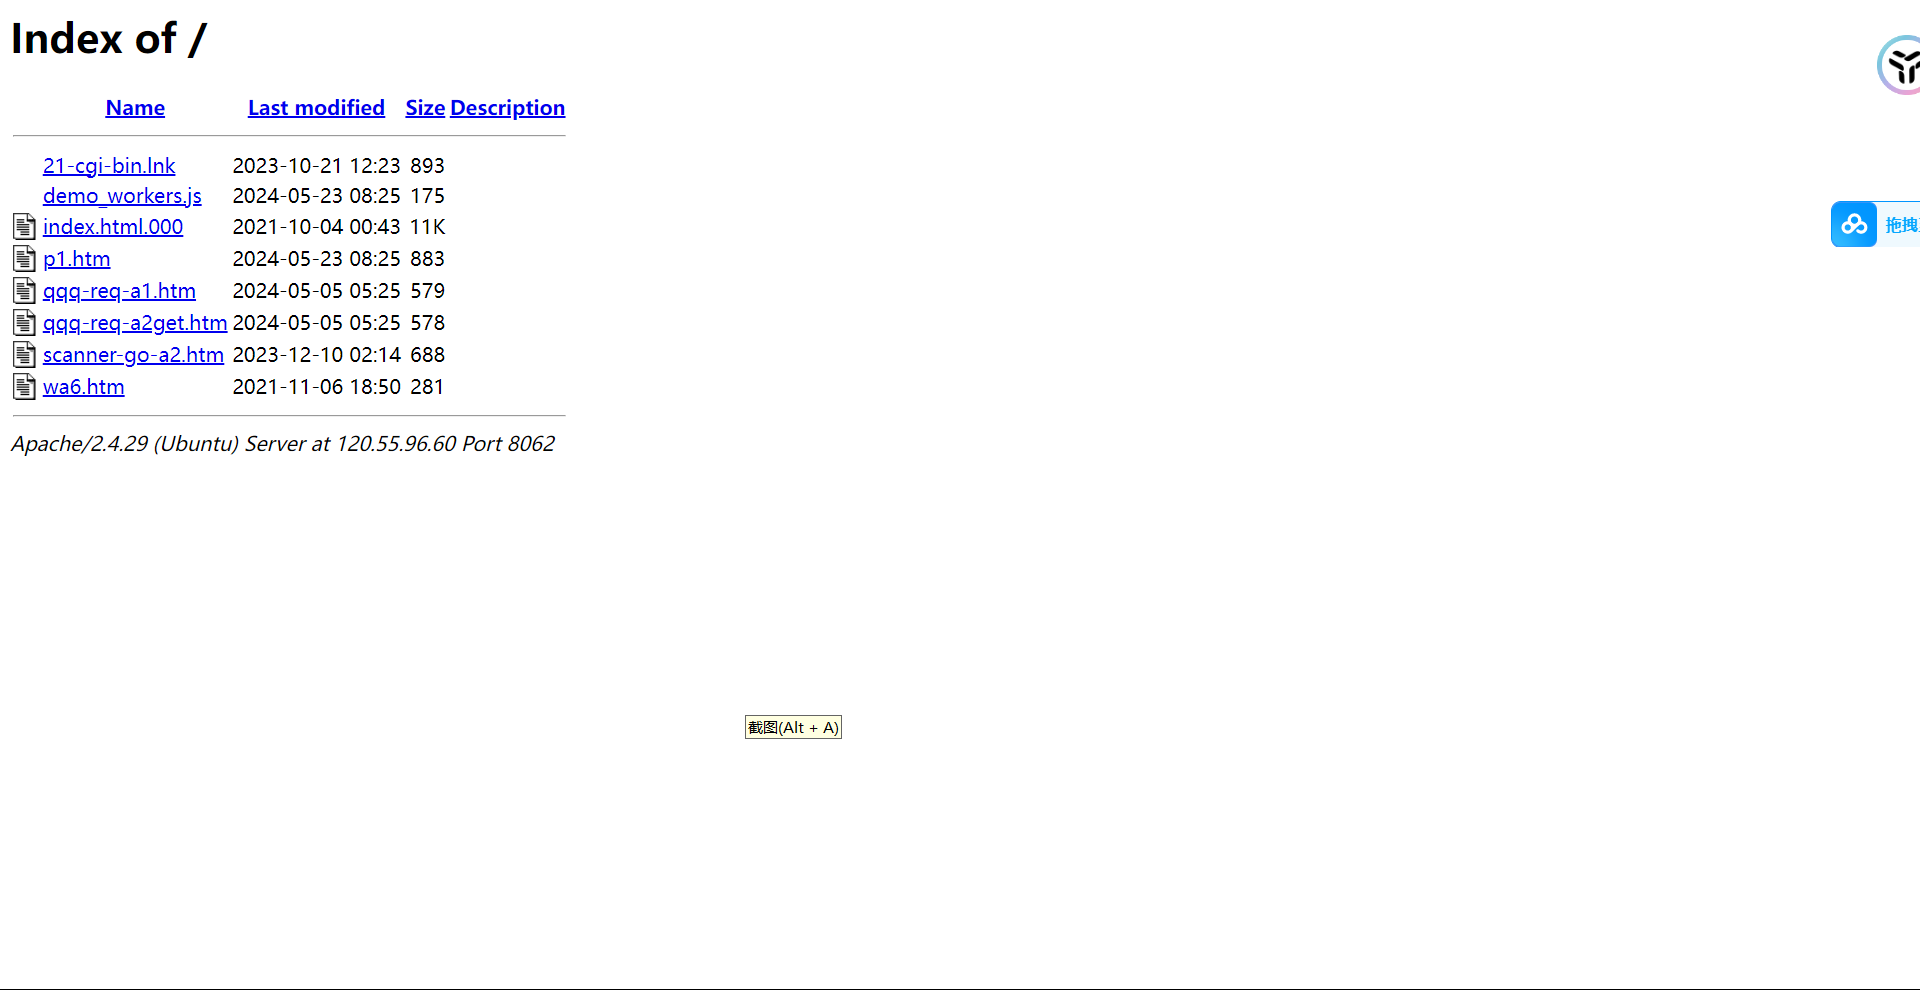 Index of /
Name Last modified Size Description
21-cgi-bin.lnk 2023-10-21 12:23 893
demo_workers.js 2024-05-23 08:25 175
index.html.000 2021-10-04 00:43 11K
p1.htm 2024-05-23 08:25 883
qqq-req-a1.htm 2024-05-05 05:25 579
qqq-req-a2get.htm 2024-05-05 05:25 578
scanner-go-a2.htm 2023-12-10 02:14 688
wa6.htm 2021-11-06 18:50 281
Apache/2.4.29 (Ubuntu) Server at 120.55.96.60 Port 8062
拖拽
截图(Alt + A)